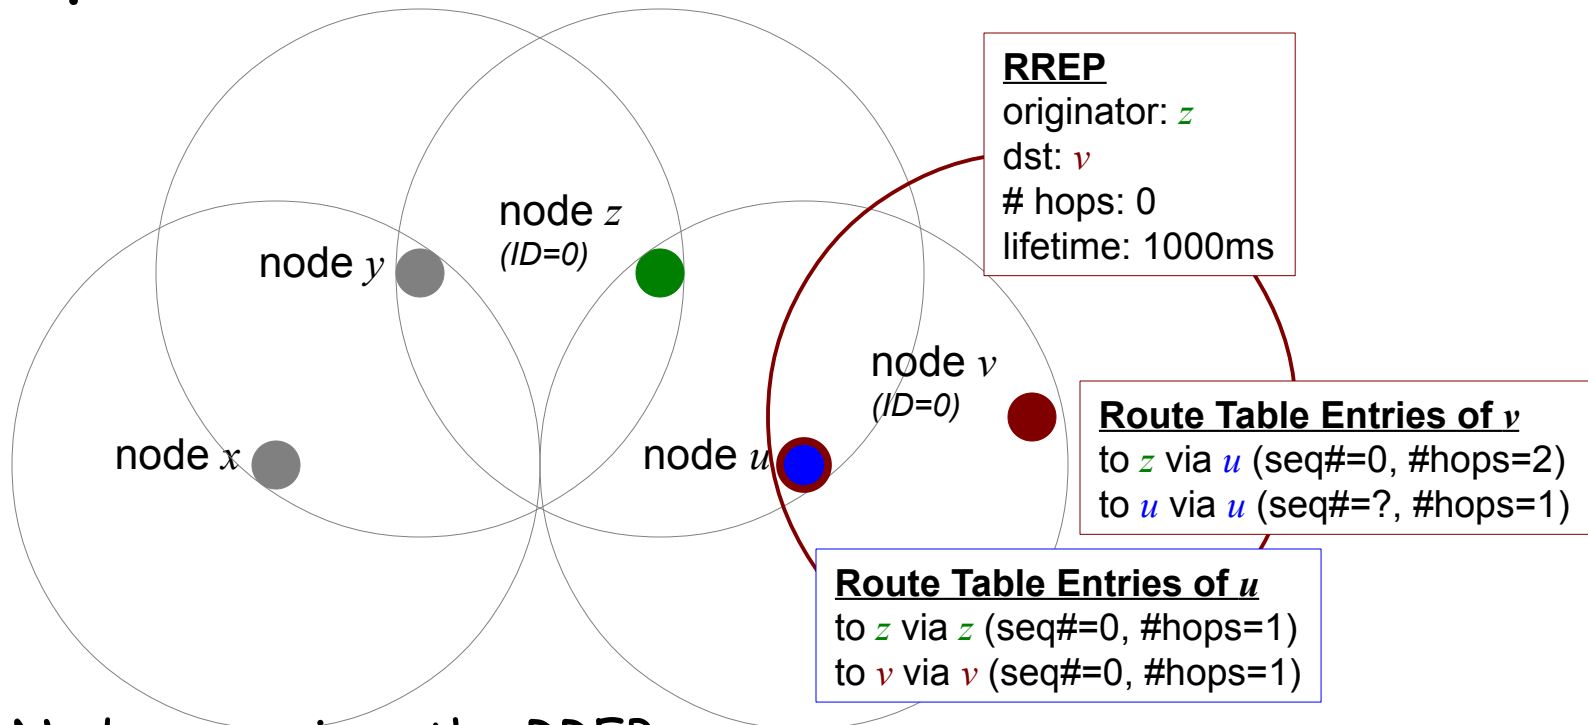 RREP
originator: z
dst: v
# hops: 0
lifetime: 1000ms
node z
(ID=0)
node y
node v
(ID=0)
node x
node u
Route Table Entries of v
to z via u (seq#=0, #hops=2)
to u via u (seq#=?, #hops=1)
Route Table Entries of u
to z via z (seq#=0, #hops=1)
to v via v (seq#=0, #hops=1)